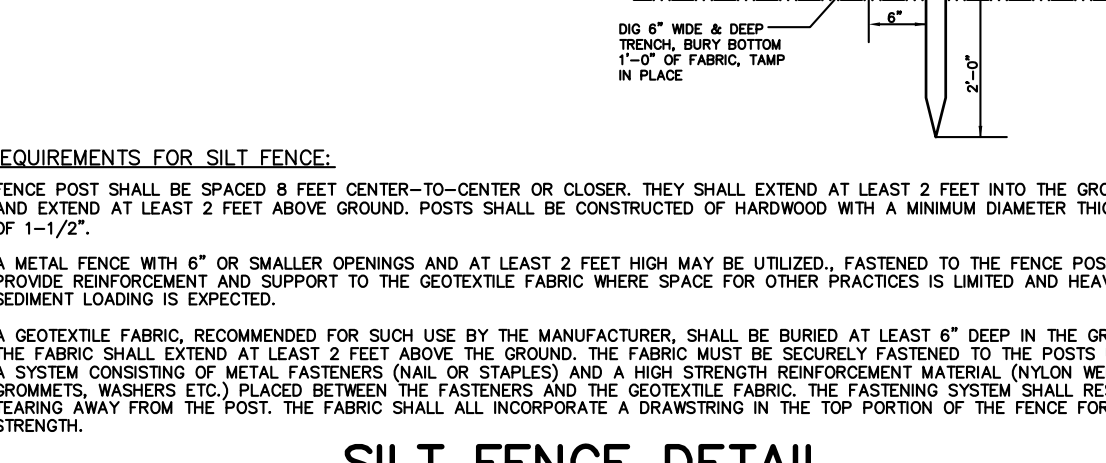 DIG 6" WIDE & DEEP
TRENCH, BURY BOTTOM
1'-0" OF FABRIC, TAMP
IN PLACE
6"
2'-0"
EQUIREMENTS FOR SILT FENCE:
FENCE POST SHALL BE SPACED 8 FEET CENTER-TO-CENTER OR CLOSER. THEY SHALL EXTEND AT LEAST 2 FEET INTO THE GRO
AND EXTEND AT LEAST 2 FEET ABOVE GROUND. POSTS SHALL BE CONSTRUCTED OF HARDWOOD WITH A MINIMUM DIAMETER THIC
OF 1-1/2".
A METAL FENCE WITH 6" OR SMALLER OPENINGS AND AT LEAST 2 FEET HIGH MAY BE UTILIZED., FASTENED TO THE FENCE POS
PROVIDE REINFORCEMENT AND SUPPORT TO THE GEOTEXTILE FABRIC WHERE SPACE FOR OTHER PRACTICES IS LIMITED AND HEAV
SEDIMENT LOADING IS EXPECTED.
A GEOTEXTILE FABRIC, RECOMMENDED FOR SUCH USE BY THE MANUFACTURER, SHALL BE BURIED AT LEAST 6" DEEP IN THE GR
THE FABRIC SHALL EXTEND AT LEAST 2 FEET ABOVE THE GROUND. THE FABRIC MUST BE SECURELY FASTENED TO THE POSTS
A SYSTEM CONSISTING OF METAL FASTENERS (NAIL OR STAPLES) AND A HIGH STRENGTH REINFORCEMENT MATERIAL (NYLON WE
GROMMETS, WASHERS ETC.) PLACED BETWEEN THE FASTENERS AND THE GEOTEXTILE FABRIC. THE FASTENING SYSTEM SHALL RES
TEARING AWAY FROM THE POST. THE FABRIC SHALL ALL INCORPORATE A DRAWSTRING IN THE TOP PORTION OF THE FENCE FOR
STRENGTH.
SILT FENCE DETAIL